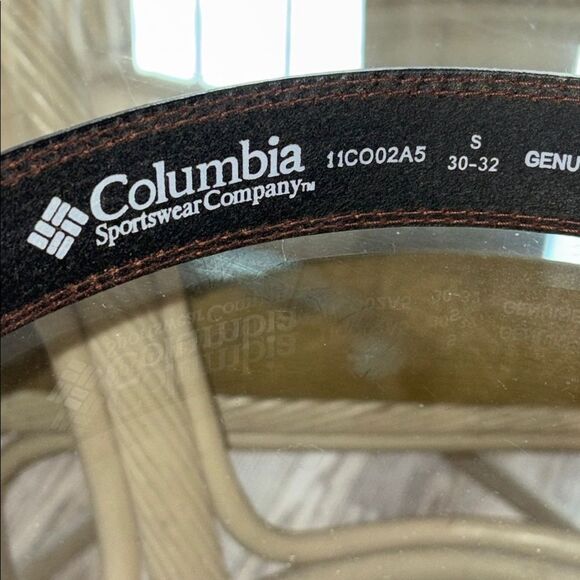 Columbia
Sportswear Company™
11CO02A5
S
30-32
GENU